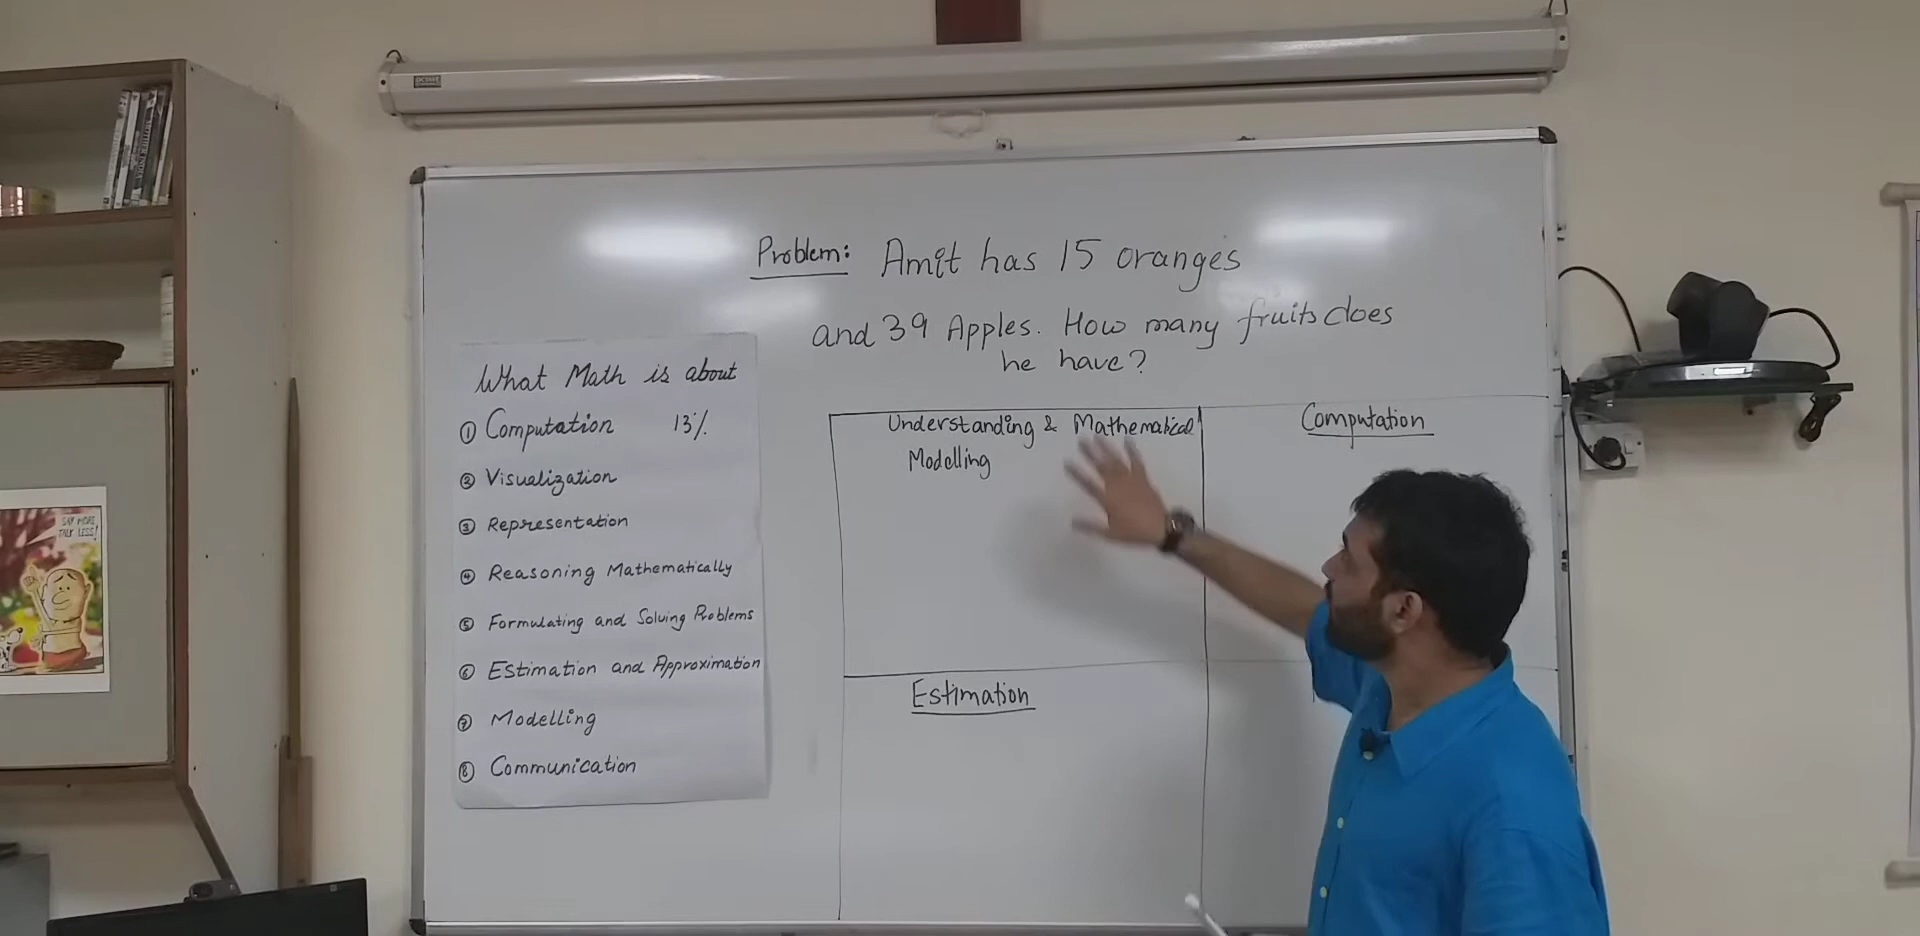 Problem: Amit has 15 oranges
and 39 Apples. How many fruits does
he have?
What Math is about
① Computation 13%
② Visualization
③ Representation
④ Reasoning Mathematically
⑤ Formulating and Solving Problems
⑥ Estimation and Approximation
⑦ Modelling
⑧ Communication
Understanding & Mathematical
Modelling
Computation
Estimation
SAY MORE
TALK LESS!